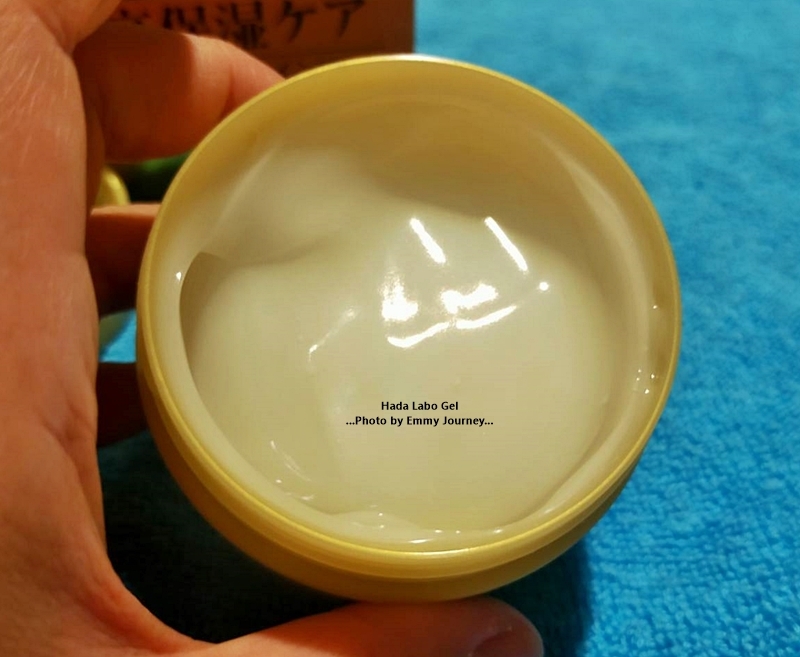 保湿ケア
Hada Labo Gel
...Photo by Emmy Journey...